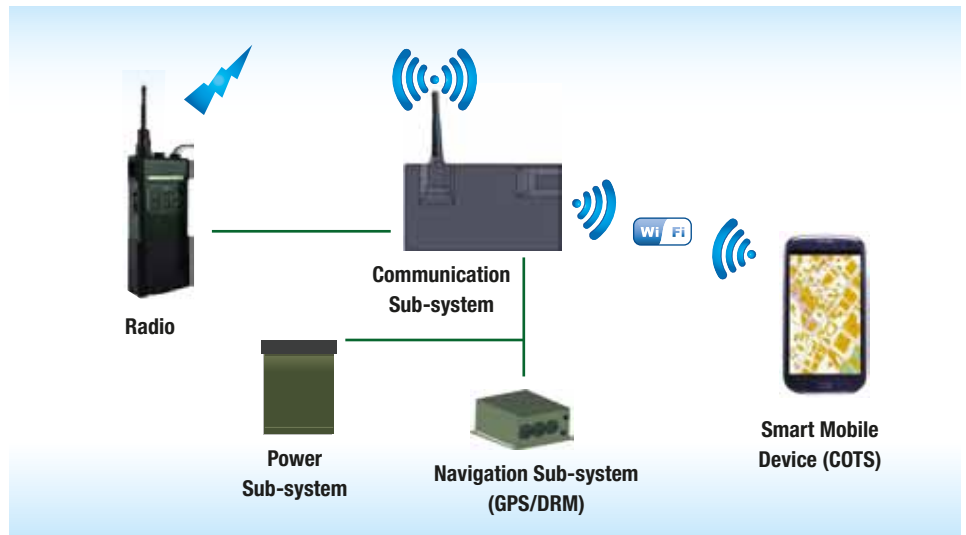 Wi Fi
Communication
Sub-system
Radio
Power
Sub-system
Navigation Sub-system
(GPS/DRM)
Smart Mobile
Device (COTS)